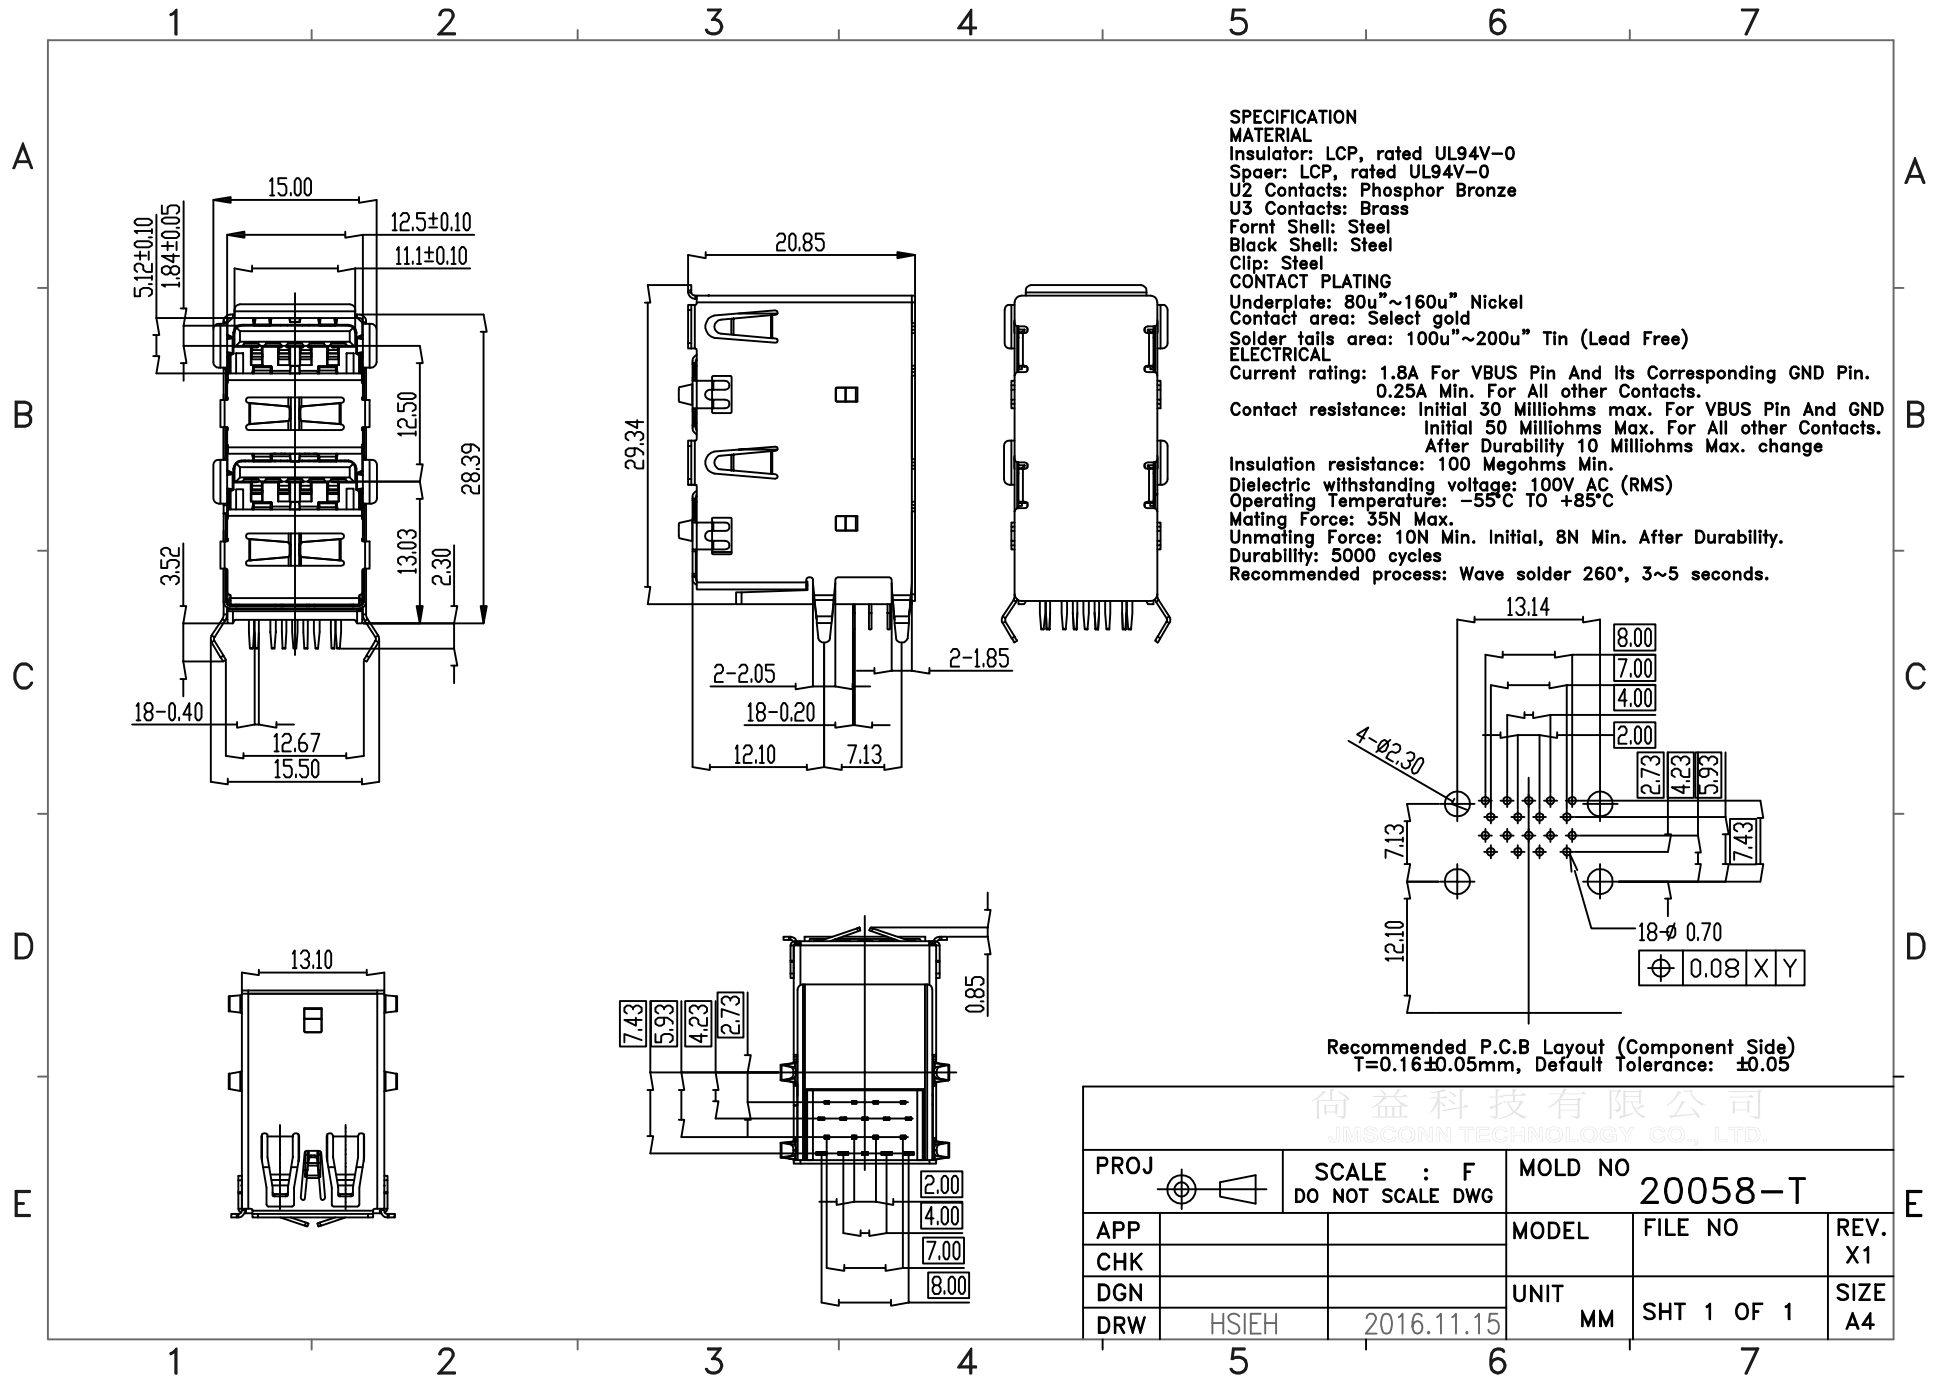 1 2 3 4 5 6 7
A
B
C
D
E
A
B
C
D
E
1 2 3 4 5 6 7
15.00
12.5±0.10
11.1±0.10
5.12±0.10
1.84±0.05
12.50
28.39
13.03
2.30
3.52
18-0.40
12.67
15.50
20.85
29.34
2-2.05
2-1.85
18-0.20
12.10
7.13
SPECIFICATION
MATERIAL
Insulator: LCP, rated UL94V-0
Spaer: LCP, rated UL94V-0
U2 Contacts: Phosphor Bronze
U3 Contacts: Brass
Fornt Shell: Steel
Black Shell: Steel
Clip: Steel
CONTACT PLATING
Underplate: 80u"~160u" Nickel
Contact area: Select gold
Solder tails area: 100u"~200u" Tin (Lead Free)
ELECTRICAL
Current rating: 1.8A For VBUS Pin And Its Corresponding GND Pin.
0.25A Min. For All other Contacts.
Contact resistance: Initial 30 Milliohms max. For VBUS Pin And GND
Initial 50 Milliohms Max. For All other Contacts.
After Durability 10 Milliohms Max. change
Insulation resistance: 100 Megohms Min.
Dielectric withstanding voltage: 100V AC (RMS)
Operating Temperature: -55°C TO +85°C
Mating Force: 35N Max.
Unmating Force: 10N Min. Initial, 8N Min. After Durability.
Durability: 5000 cycles
Recommended process: Wave solder 260°, 3~5 seconds.
13.14
8.00
7.00
4.00
2.00
4-ø2.30
2.73
4.23
5.93
7.43
7.13
12.10
18-ø 0.70
0.08 X Y
Recommended P.C.B Layout (Component Side)
T=0.16±0.05mm, Default Tolerance: ±0.05
13.10
0.85
7.43
5.93
4.23
2.73
2.00
4.00
7.00
8.00
尙益科技有限公司
JMSCONN TECHNOLOGY CO., LTD.
PROJ
SCALE : F
DO NOT SCALE DWG
MOLD NO
20058-T
APP
CHK
DGN
DRW HSIEH 2016.11.15
MODEL
FILE NO
REV.
X1
UNIT
MM
SHT 1 OF 1
SIZE
A4